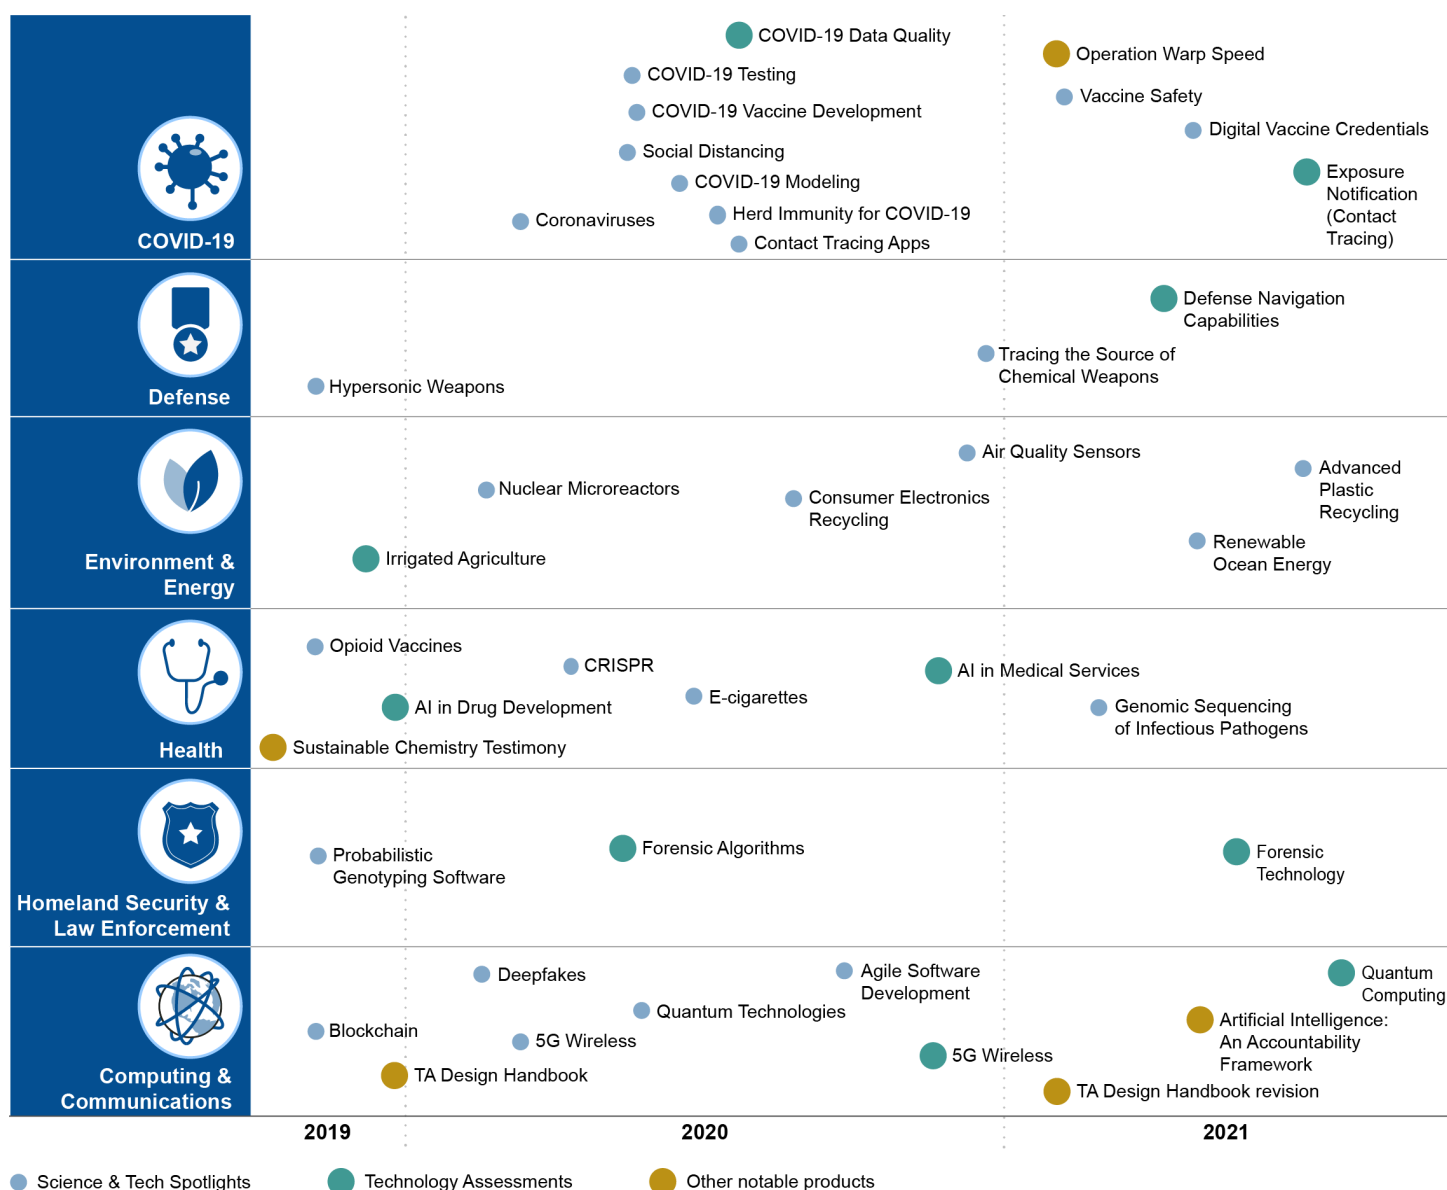 COVID-19
COVID-19 Data Quality
COVID-19 Testing
COVID-19 Vaccine Development
Social Distancing
COVID-19 Modeling
Coronaviruses
Herd Immunity for COVID-19
Contact Tracing Apps
Operation Warp Speed
Vaccine Safety
Digital Vaccine Credentials
Exposure
Notification
(Contact
Tracing)
Defense
Hypersonic Weapons
Defense Navigation
Capabilities
Tracing the Source of
Chemical Weapons
Environment &
Energy
Irrigated Agriculture
Nuclear Microreactors
Consumer Electronics
Recycling
Air Quality Sensors
Advanced
Plastic
Recycling
Renewable
Ocean Energy
Health
Opioid Vaccines
CRISPR
AI in Drug Development
E-cigarettes
Sustainable Chemistry Testimony
AI in Medical Services
Genomic Sequencing
of Infectious Pathogens
Homeland Security &
Law Enforcement
Probabilistic
Genotyping Software
Forensic Algorithms
Forensic
Technology
Computing &
Communications
Deepfakes
Agile Software
Development
Quantum Technologies
Blockchain
5G Wireless
TA Design Handbook
5G Wireless
Quantum
Computing
Artificial Intelligence:
An Accountability
Framework
TA Design Handbook revision
2019
2020
2021
Science & Tech Spotlights
Technology Assessments
Other notable products